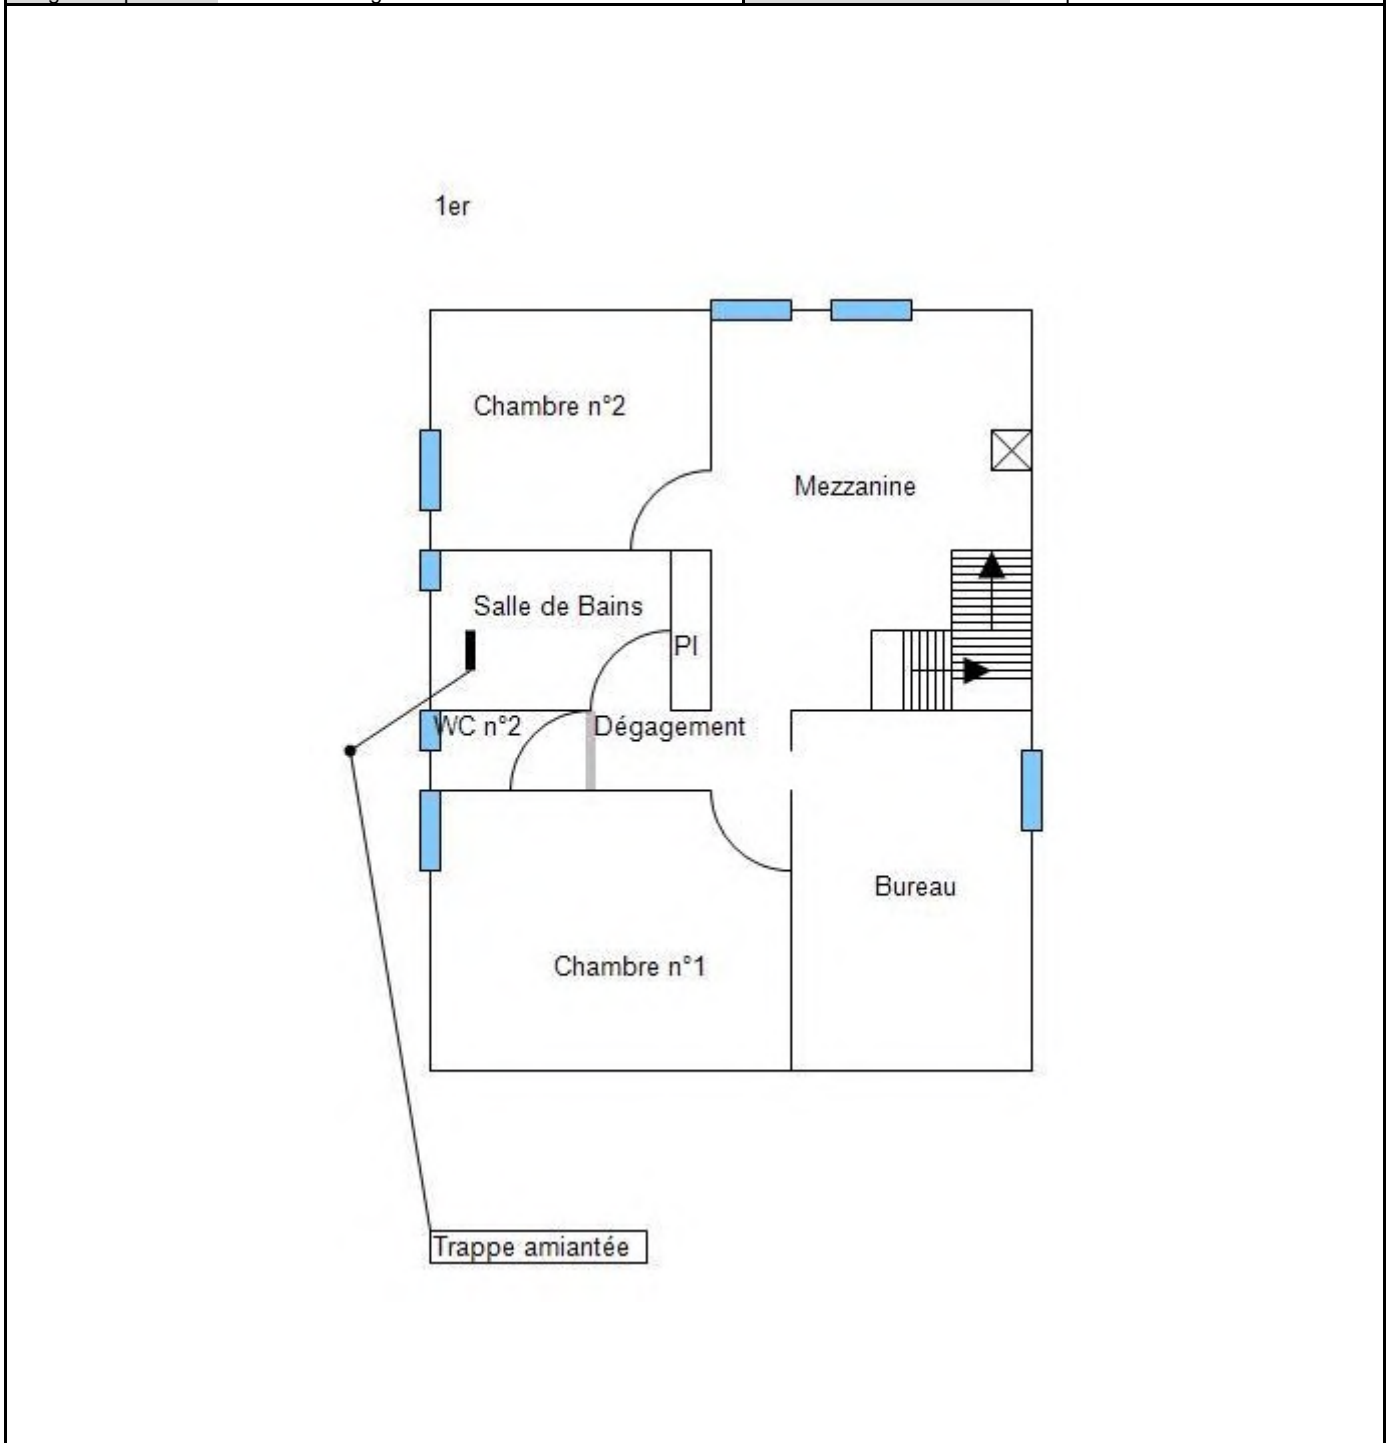 1er
Chambre n°2
Mezzanine
Salle de Bains
Pl
WC n°2
Dégagement
Bureau
Chambre n°1
Trappe amiantée